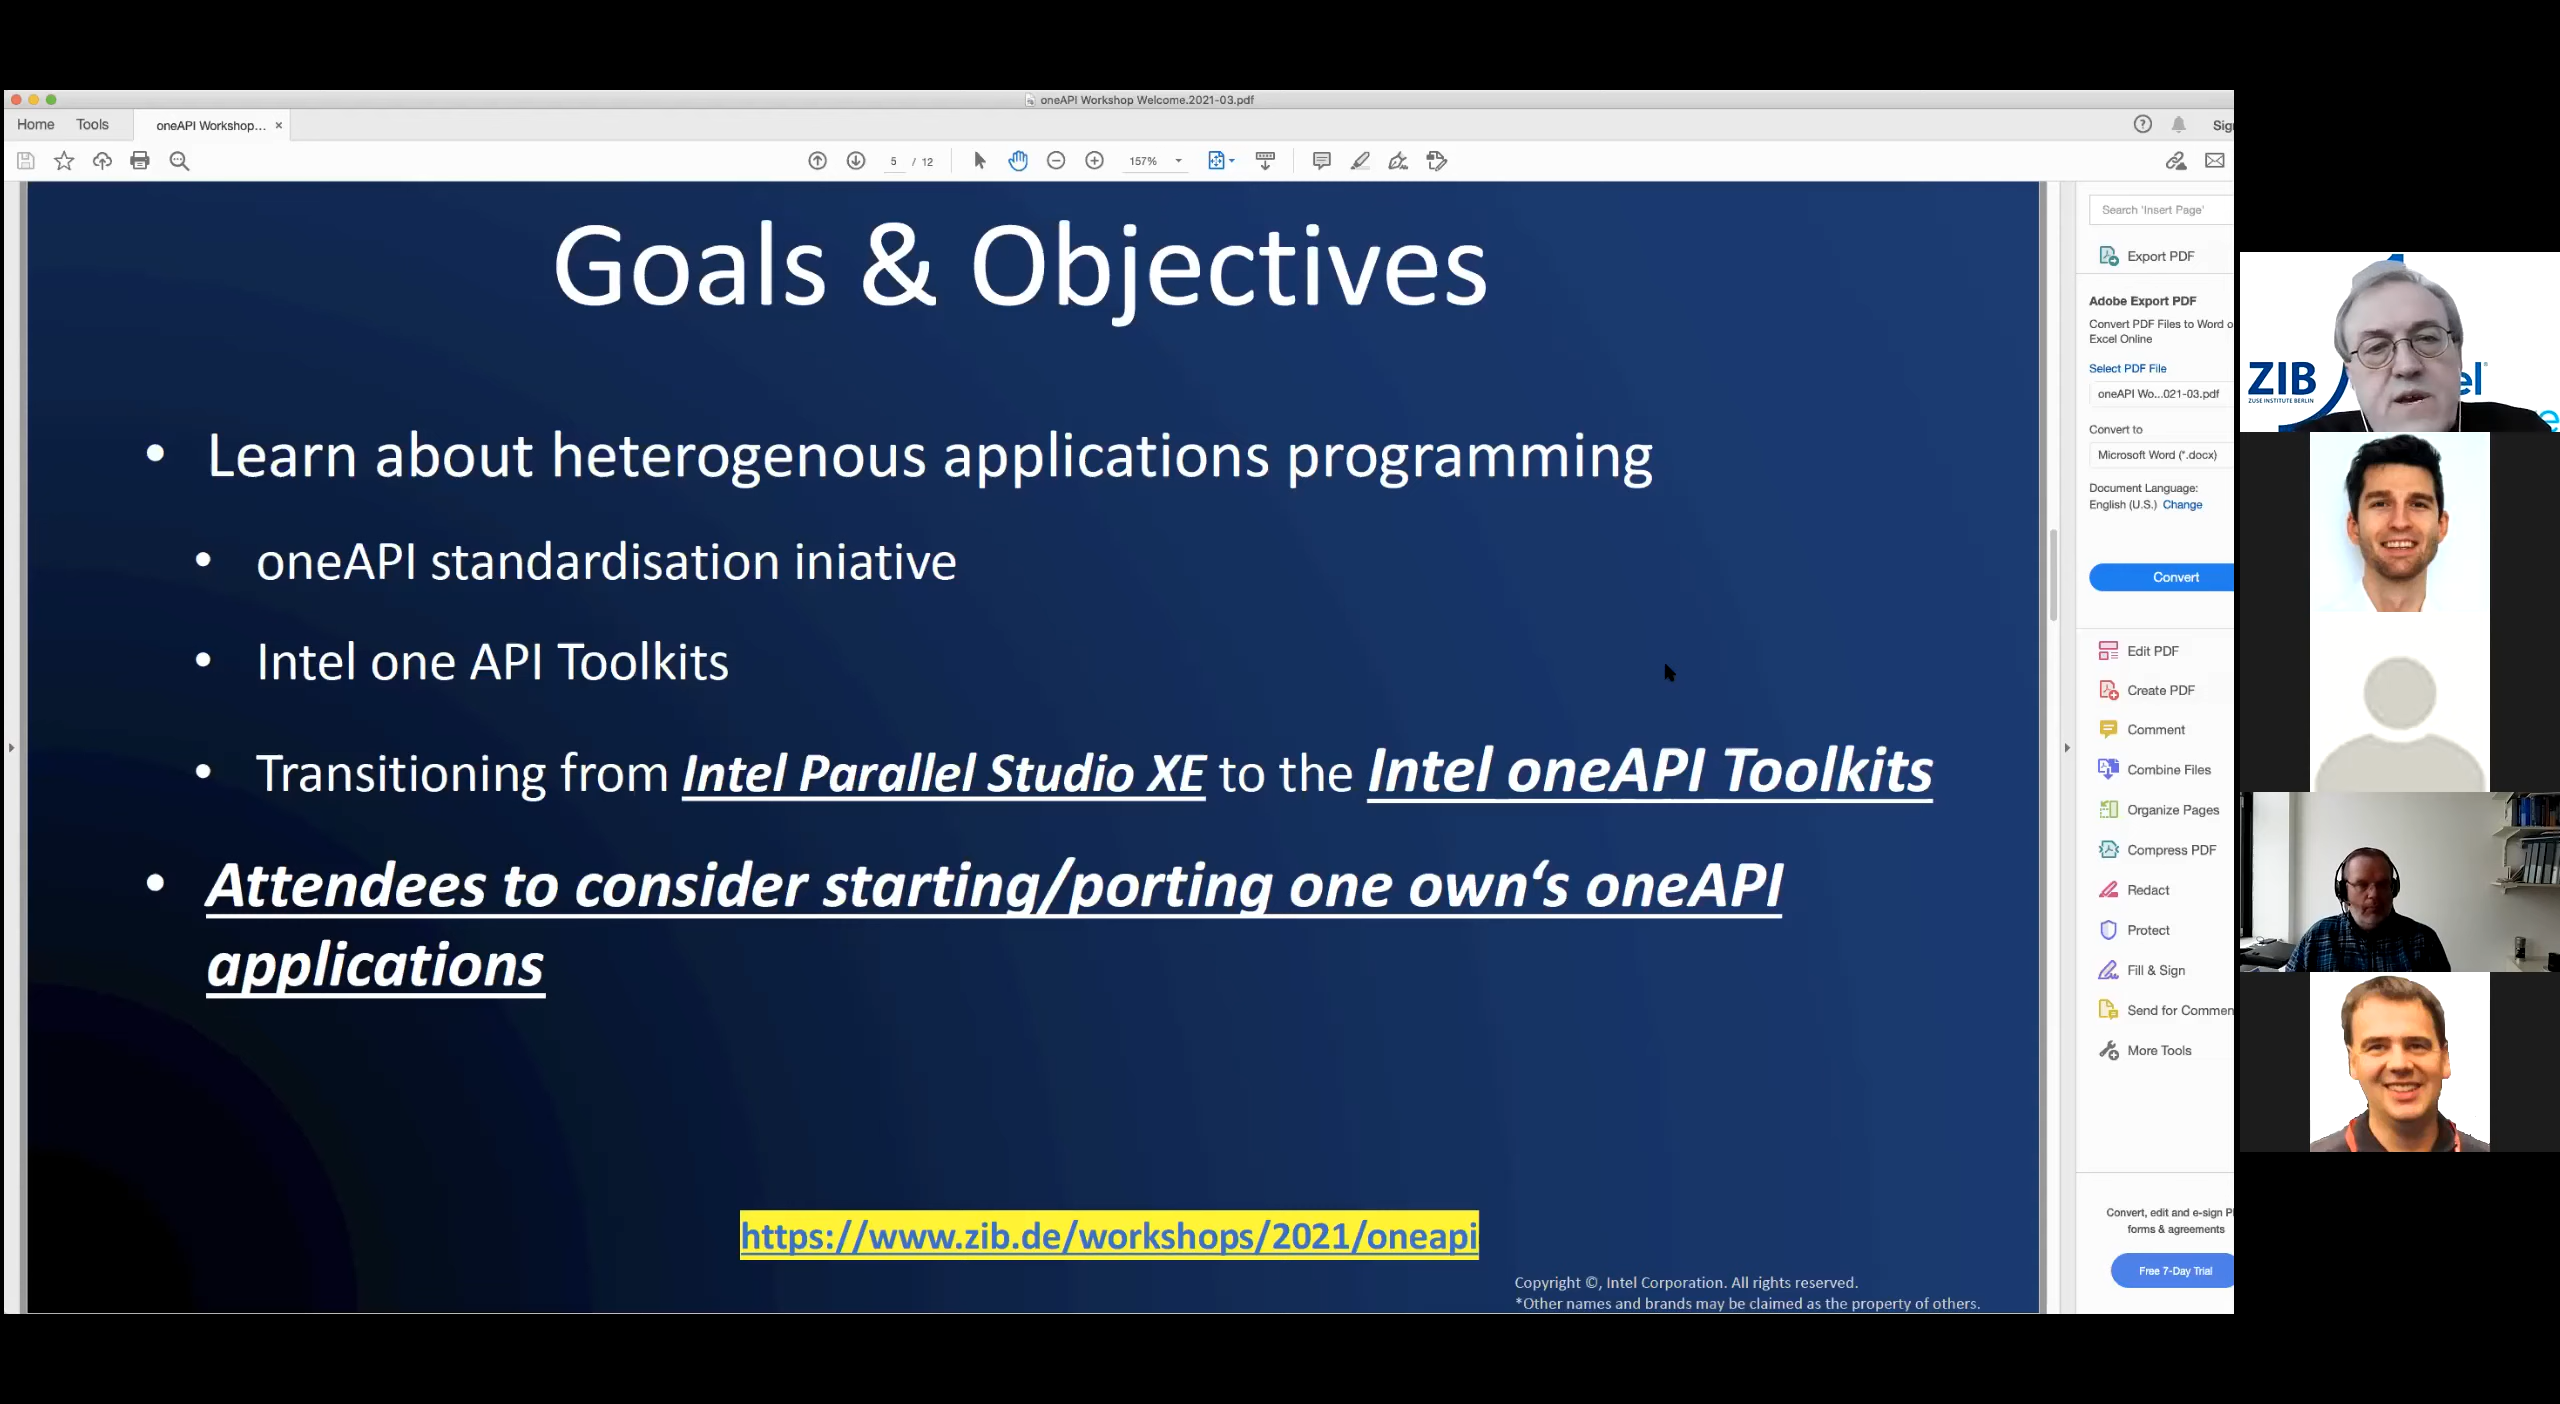 oneAPI Workshop Welcome.2021-03.pdf
Home Tools oneAPI Workshop... ×
5 / 12 157%
Goals & Objectives
• Learn about heterogenous applications programming
• oneAPI standardisation iniative
• Intel one API Toolkits
• Transitioning from Intel Parallel Studio XE to the Intel oneAPI Toolkits
• Attendees to consider starting/porting one own‘s oneAPI
applications
https://www.zib.de/workshops/2021/oneapi
Copyright ©, Intel Corporation. All rights reserved.
*Other names and brands may be claimed as the property of others.
Search 'Insert Page'
Export PDF
Adobe Export PDF
Convert PDF Files to Word o
Excel Online
Select PDF File
oneAPI Wo...021-03.pdf
Convert to
Microsoft Word (*.docx)
Document Language:
English (U.S.) Change
Convert
Edit PDF
Create PDF
Comment
Combine Files
Organize Pages
Compress PDF
Redact
Protect
Fill & Sign
Send for Commen
More Tools
Convert, edit and e-sign P
forms & agreements
Free 7-Day Trial
ZIB
ZUSE INSTITUTE BERLIN
el
e